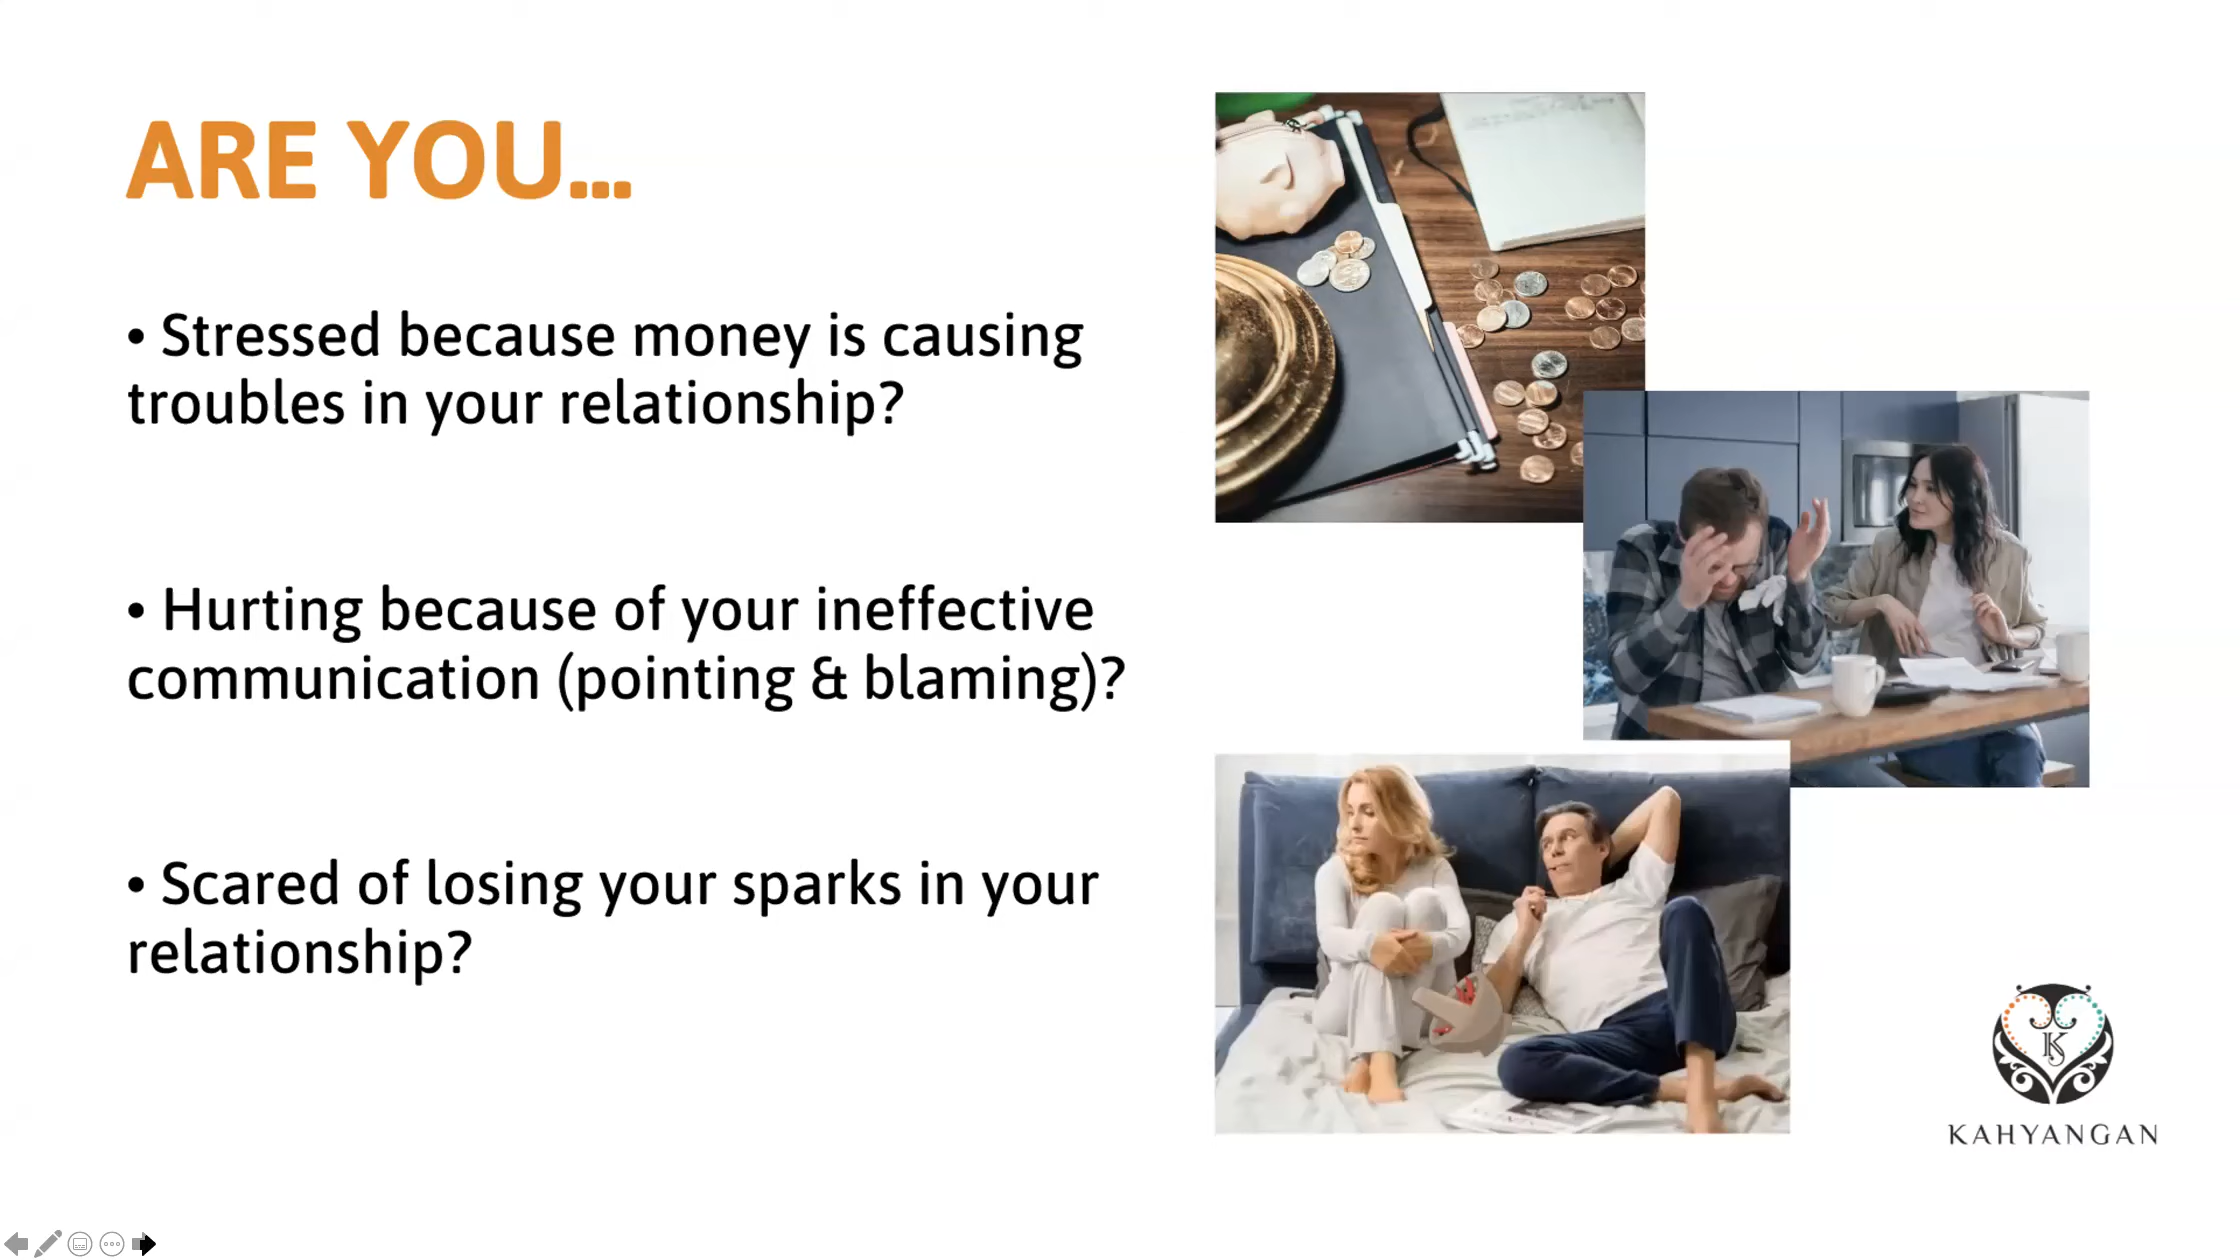 ARE YOU...
• Stressed because money is causing
troubles in your relationship?
• Hurting because of your ineffective
communication (pointing & blaming)?
• Scared of losing your sparks in your
relationship?
K
KAHYANGAN